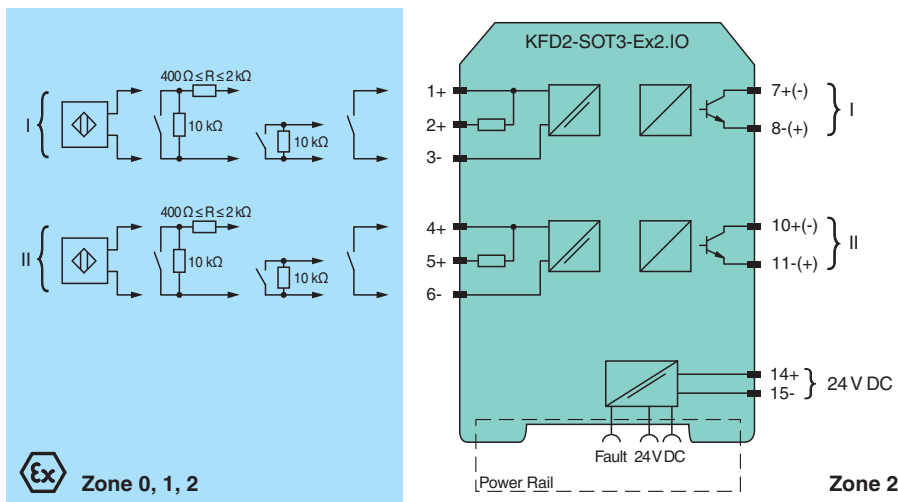 KFD2-SOT3-Ex2.IO
400 Ω ≤ R ≤ 2 kΩ
I
10 kΩ
10 kΩ
1+
2+
3-
7+(-)
8-(+)
I
400 Ω ≤ R ≤ 2 kΩ
II
10 kΩ
10 kΩ
4+
5+
6-
10+(-)
11-(+)
II
14+
15-
24 V DC
Fault 24 V DC
Power Rail
Ex
Zone 0, 1, 2
Zone 2